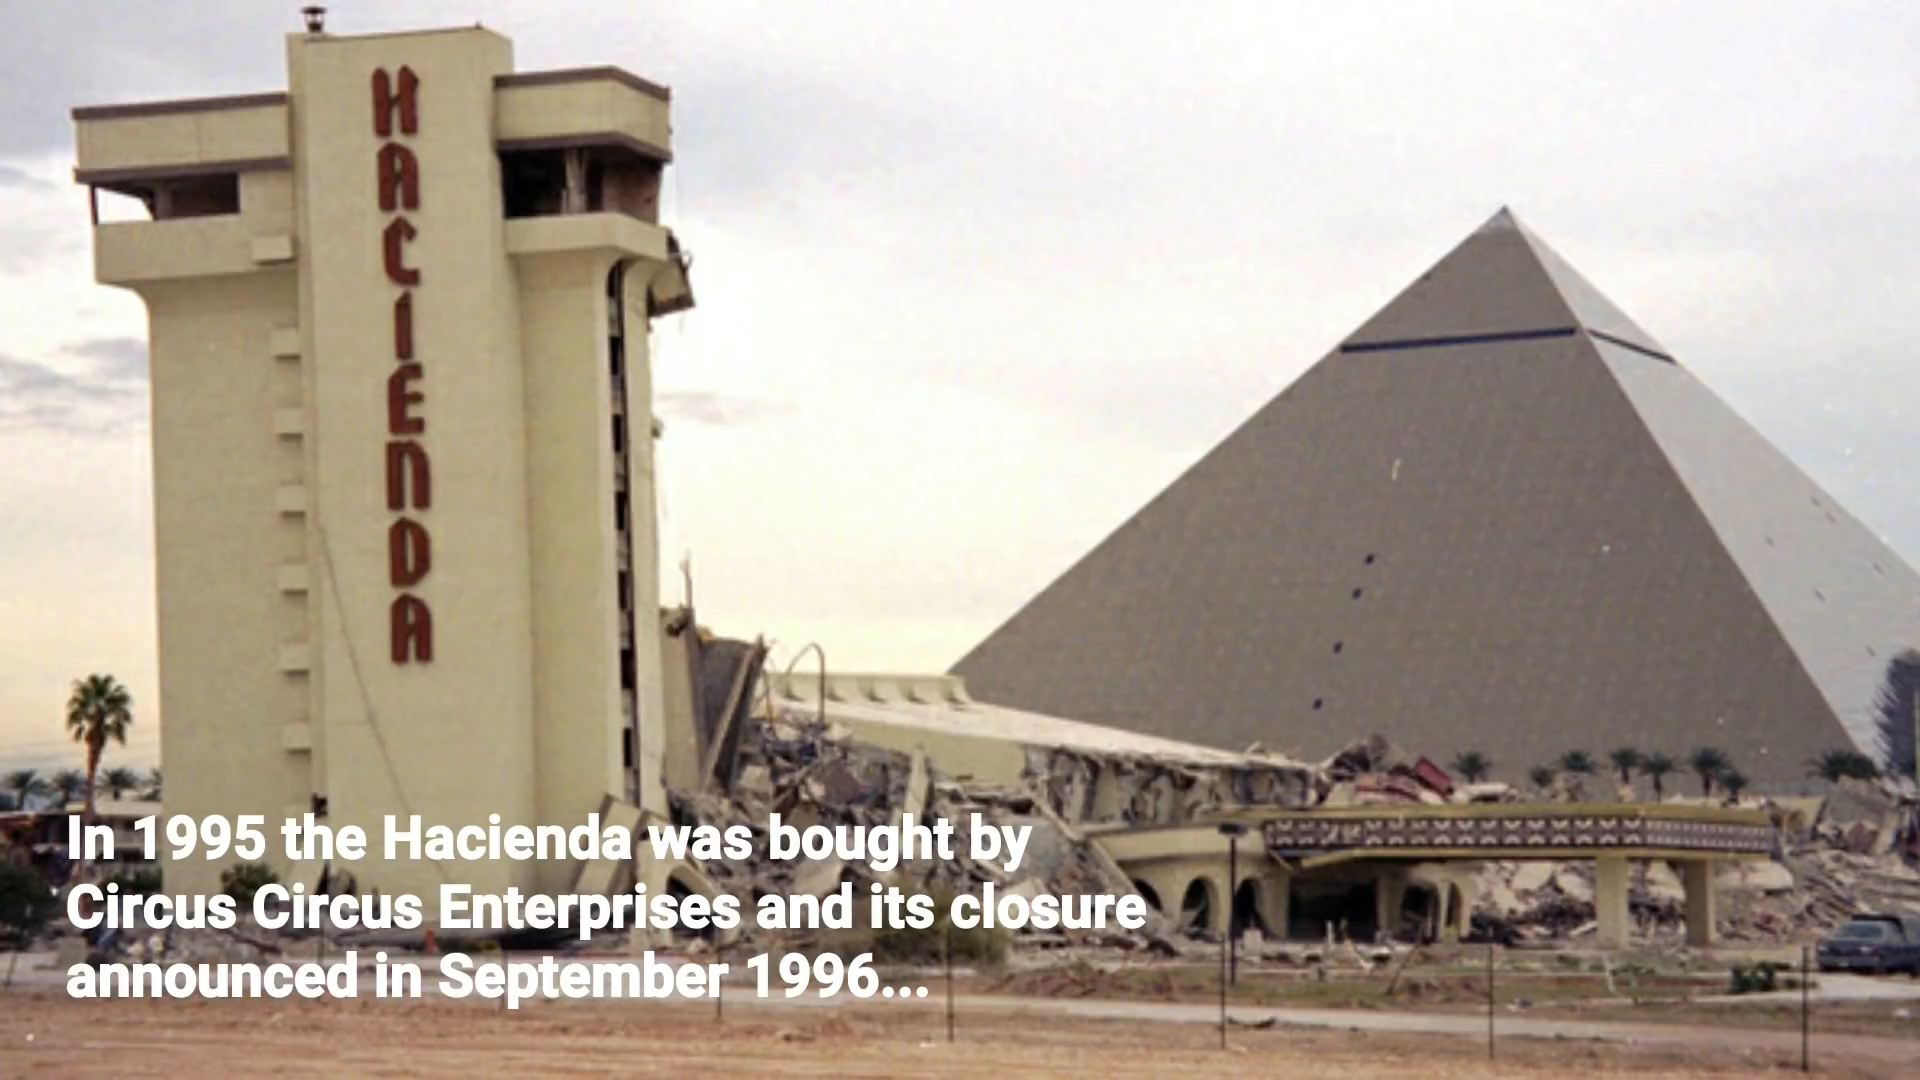 HACIENDA
In 1995 the Hacienda was bought by
Circus Circus Enterprises and its closure
announced in September 1996...